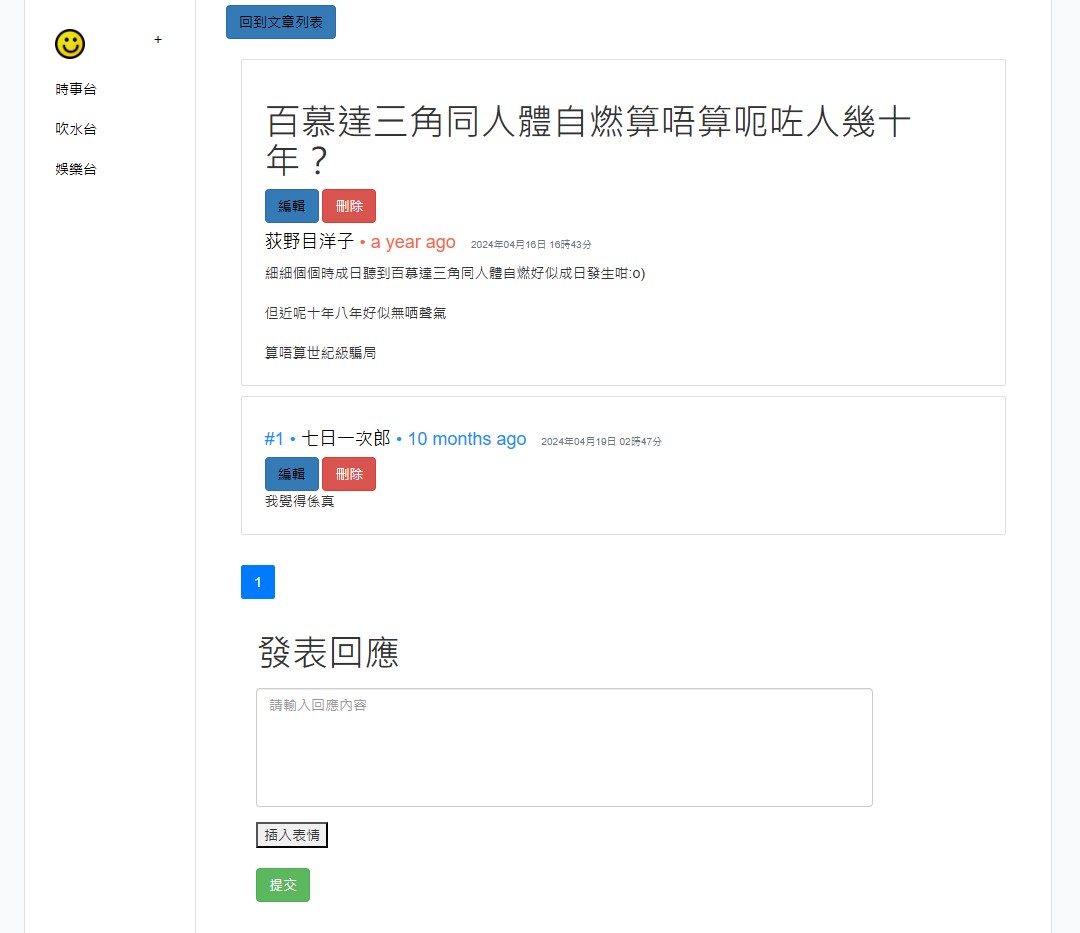 回到文章列表
+
時事台
吹水台
娛樂台
百慕達三角同人體自燃算唔算呃咗人幾十
年？
編輯 刪除
荻野目洋子 • a year ago 2024年04月16日 16時43分
細細個個時成日聽到百慕達三角同人體自燃好似成日發生咁:o)
但近呢十年八年好似無哂聲氣
算唔算世紀級騙局
#1 • 七日一次郎 • 10 months ago 2024年04月19日 02時47分
編輯 刪除
我覺得係真
1
發表回應
請輸入回應內容
插入表情
提交